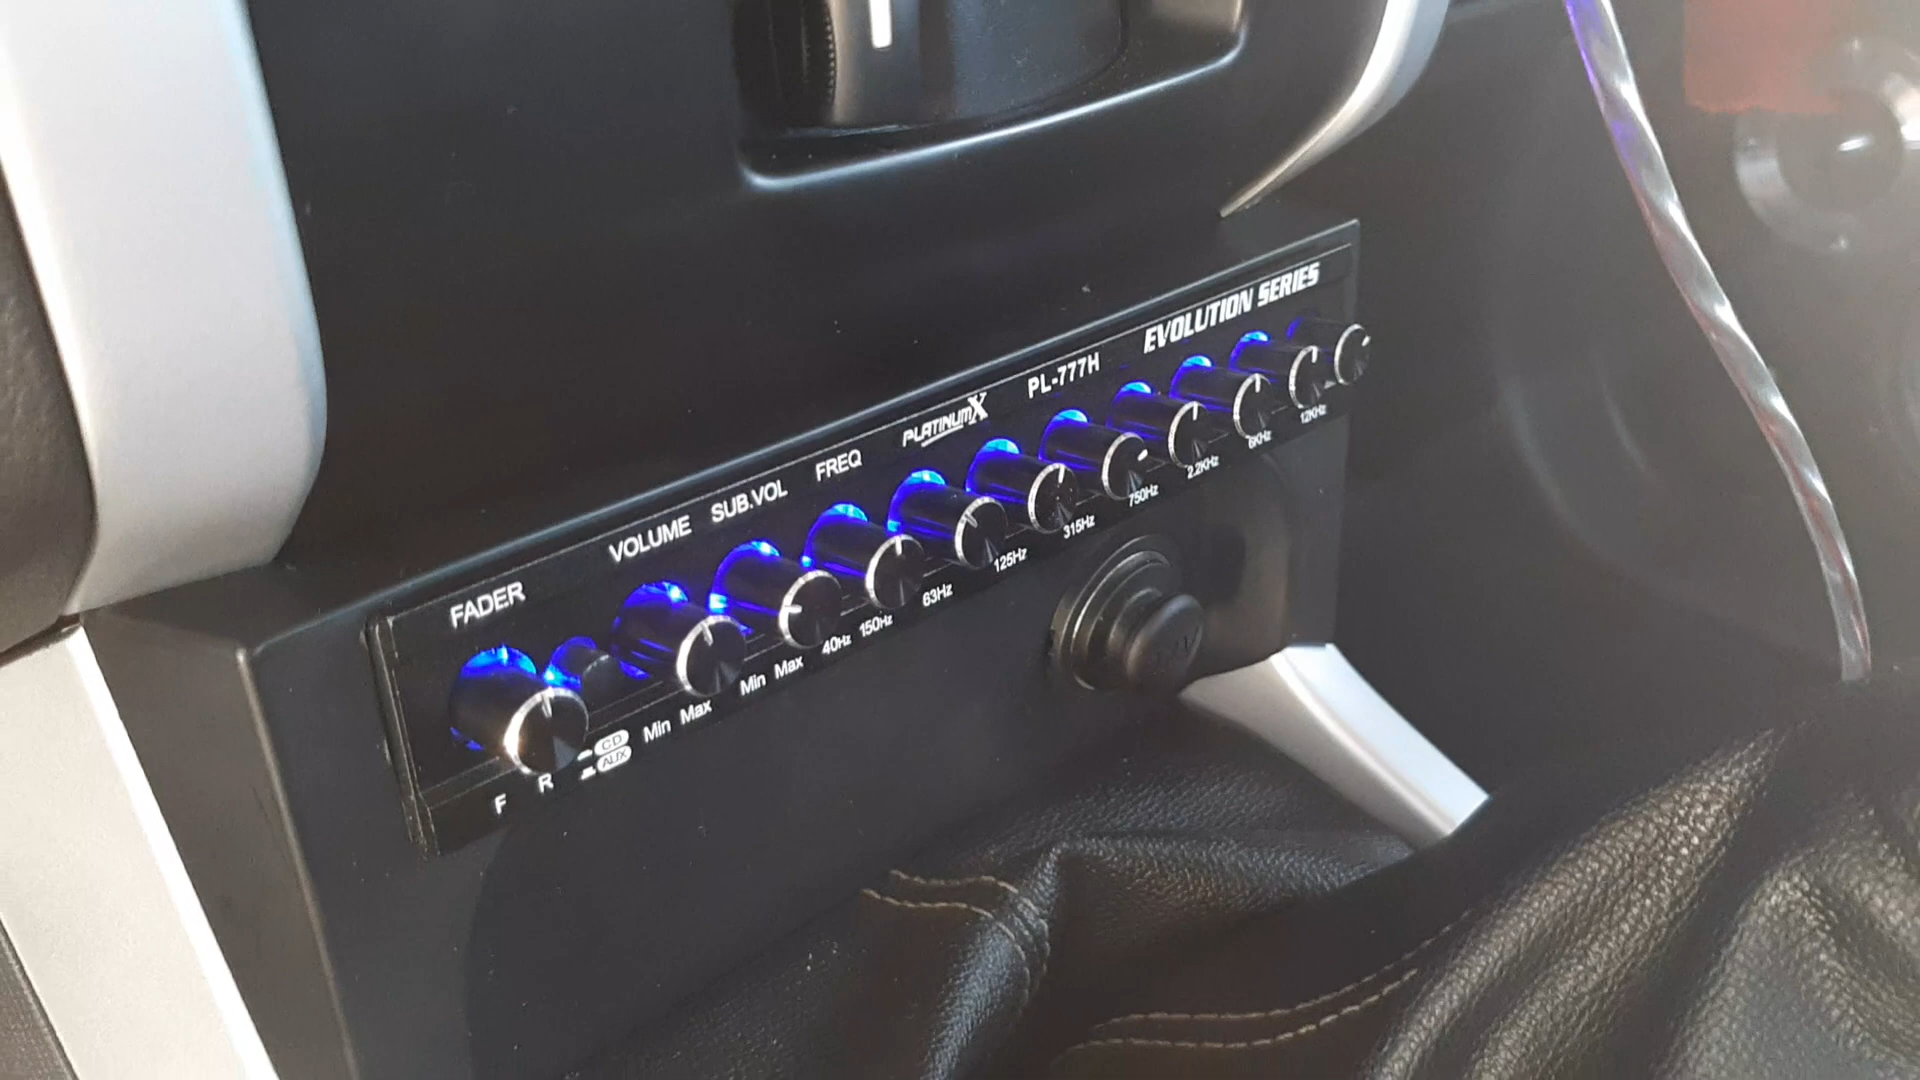 EVOLUTION SERIES
PL-777H
PLATINUMX
FADER VOLUME SUB.VOL FREQ
F R
CD
AUX
Min Max
Min Max
40Hz 150Hz
63Hz 125Hz 315Hz 750Hz 2.2KHz 6KHz 12KHz
12V